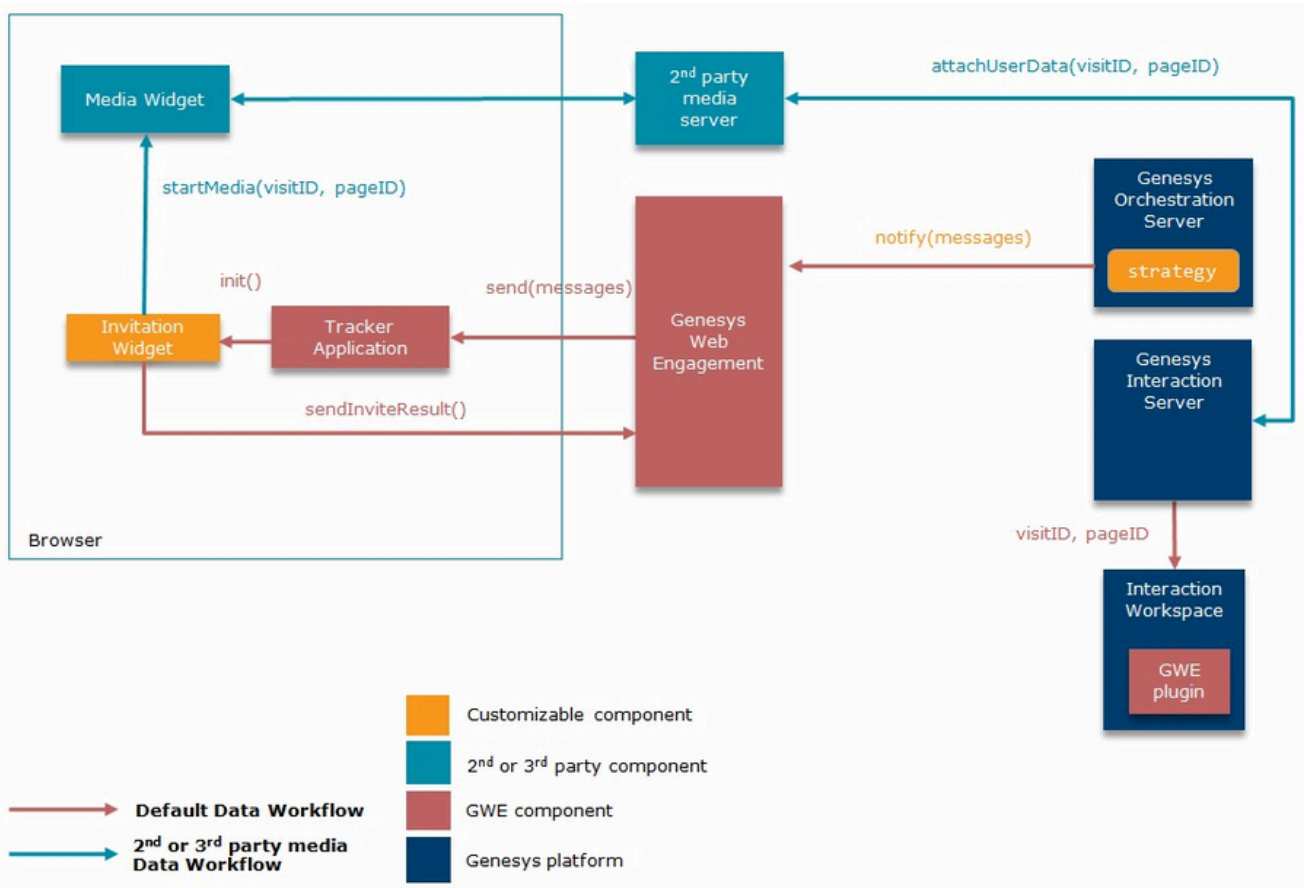 Media Widget
2nd party
media
server
attachUserData(visitID, pageID)
startMedia(visitID, pageID)
Genesys
Orchestration
Server
strategy
notify(messages)
init()
send(messages)
Invitation
Widget
Tracker
Application
Genesys
Web
Engagement
Genesys
Interaction
Server
sendInviteResult()
Browser
visitID, pageID
Interaction
Workspace
GWE
plugin
Customizable component
2nd or 3rd party component
Default Data Workflow
GWE component
2nd or 3rd party media
Data Workflow
Genesys platform